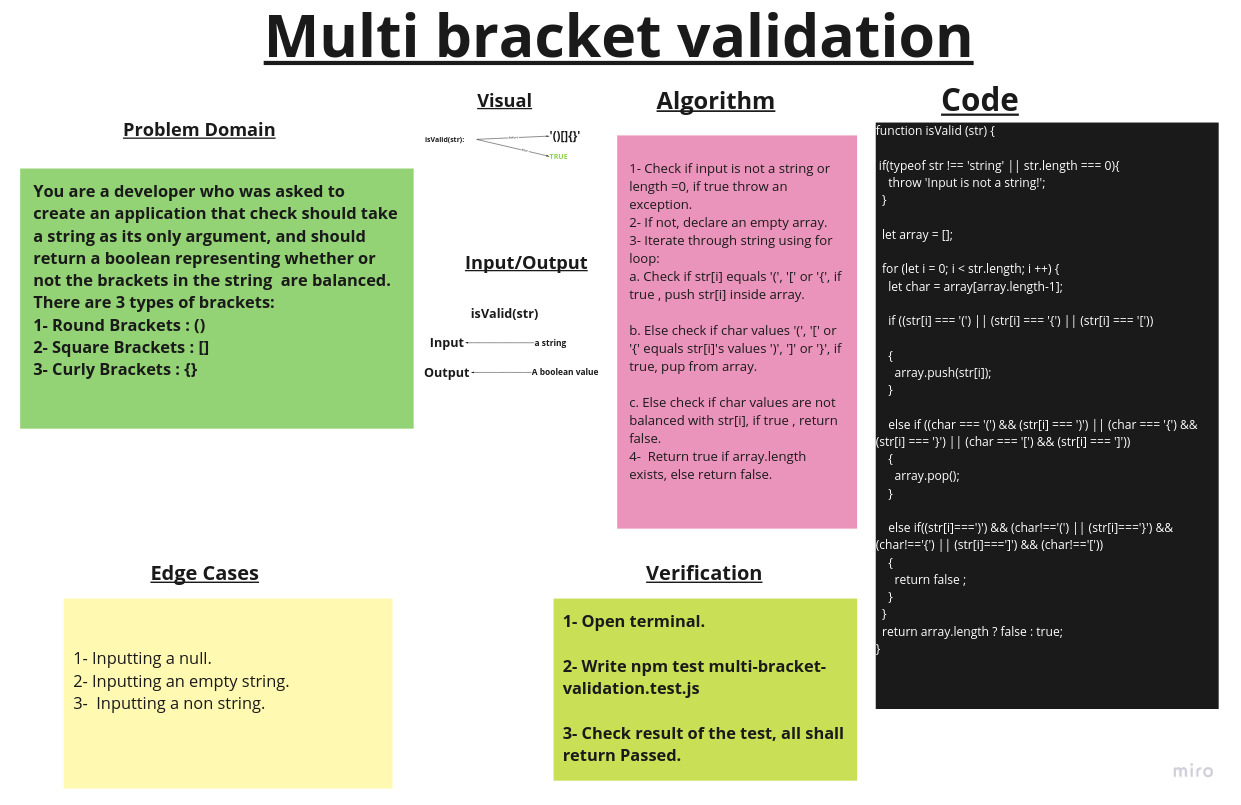 Multi bracket validation
Problem Domain
You are a developer who was asked to
create an application that check should take
a string as its only argument, and should
return a boolean representing whether or
not the brackets in the string  are balanced.
There are 3 types of brackets:
1- Round Brackets : ()
2- Square Brackets : []
3- Curly Brackets : {}
Visual
isValid(str):
'()[]{}'
TRUE
Input/Output
isValid(str)
Input
a string
Output
A boolean value
Algorithm
1- Check if input is not a string or
length =0, if true throw an
exception.
2- If not, declare an empty array.
3- Iterate through string using for
loop:
a. Check if str[i] equals '(', '[' or '{', if
true , push str[i] inside array.
b. Else check if char values '(', '[' or
'{' equals str[i]'s values ')', ']' or '}', if
true, pup from array.
c. Else check if char values are not
balanced with str[i], if true , return
false.
4-  Return true if array.length
exists, else return false.
Code
function isValid (str) {
if(typeof str !== 'string' || str.length === 0){
throw 'Input is not a string!';
}
let array = [];
for (let i = 0; i < str.length; i ++) {
let char = array[array.length-1];
if ((str[i] === '(') || (str[i] === '{') || (str[i] === '['))
{
array.push(str[i]);
}
else if ((char === '(') && (str[i] === ')') || (char === '{') &&
(str[i] === '}') || (char === '[') && (str[i] === ']'))
{
array.pop();
}
else if((str[i]===')') && (char!=='(') || (str[i]==='}') &&
(char!=='{') || (str[i]===']') && (char!=='['))
{
return false ;
}
}
return array.length ? false : true;
}
Edge Cases
1- Inputting a null.
2- Inputting an empty string.
3-  Inputting a non string.
Verification
1- Open terminal.
2- Write npm test multi-bracket-
validation.test.js
3- Check result of the test, all shall
return Passed.
miro